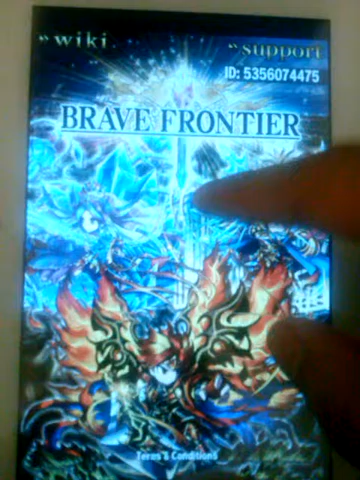 wiki
support
ID: 5356074475
BRAVE FRONTIER
Terms & Conditions